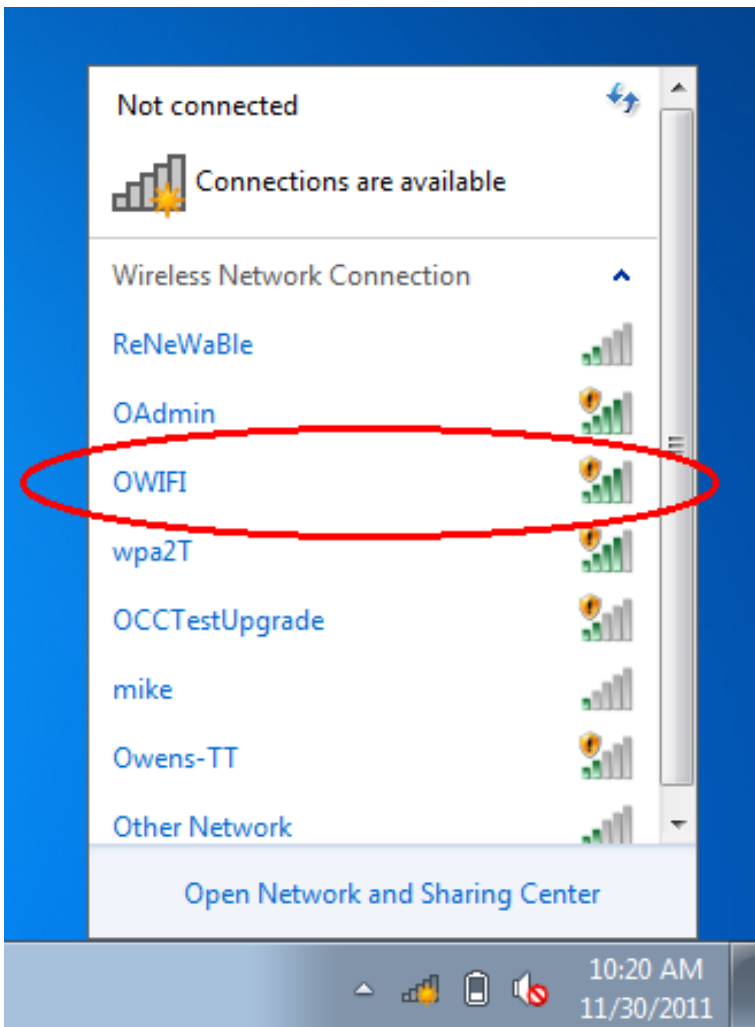 Not connected
Connections are available
Wireless Network Connection
ReNeWaBle
OAdmin
OWIFI
wpa2T
OCCTestUpgrade
mike
Owens-TT
Other Network
Open Network and Sharing Center
10:20 AM
11/30/2011